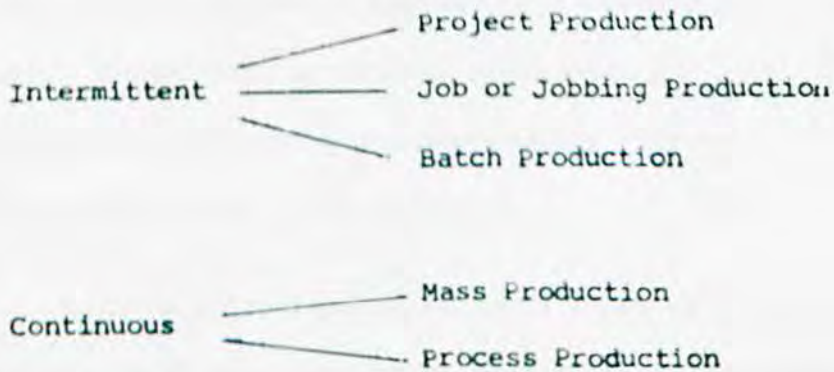 Project Production
Intermittent
Job or Jobbing Production
Batch Production
Mass Production
Continuous
Process Production